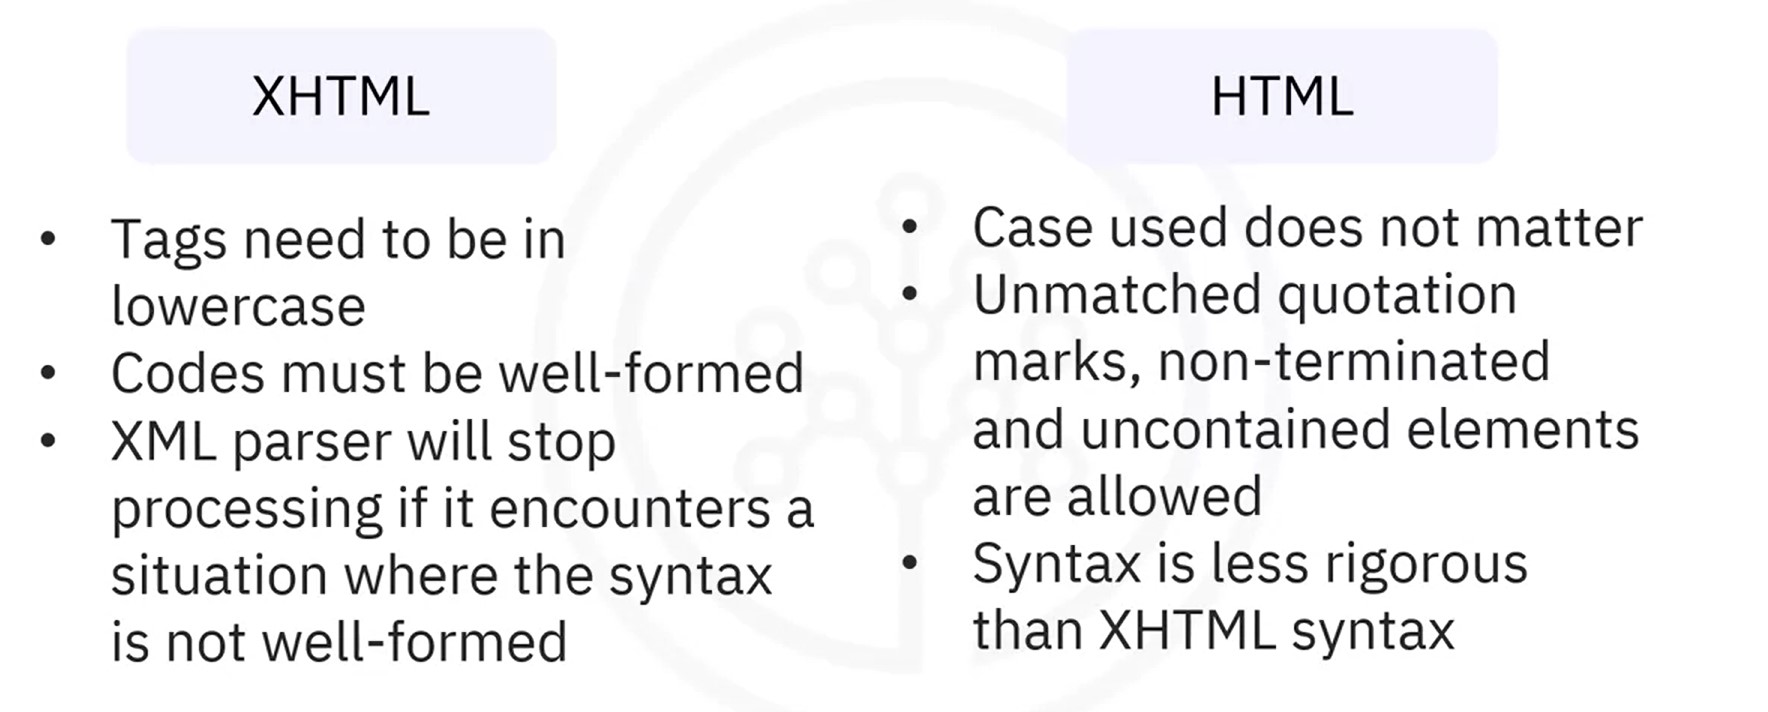 XHTML
• Tags need to be in
lowercase
• Codes must be well-formed
• XML parser will stop
processing if it encounters a
situation where the syntax
is not well-formed
HTML
• Case used does not matter
• Unmatched quotation
marks, non-terminated
and uncontained elements
are allowed
• Syntax is less rigorous
than XHTML syntax